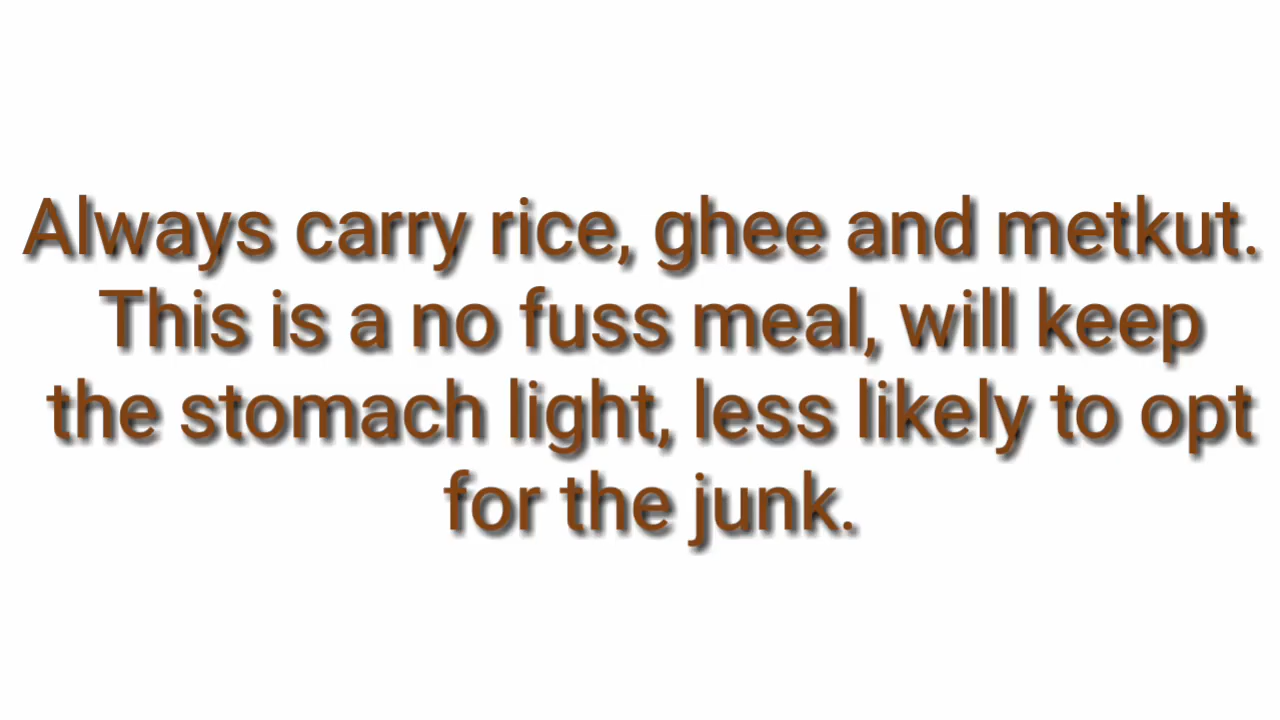 Always carry rice, ghee and metkut.
This is a no fuss meal, will keep
the stomach light, less likely to opt
for the junk.